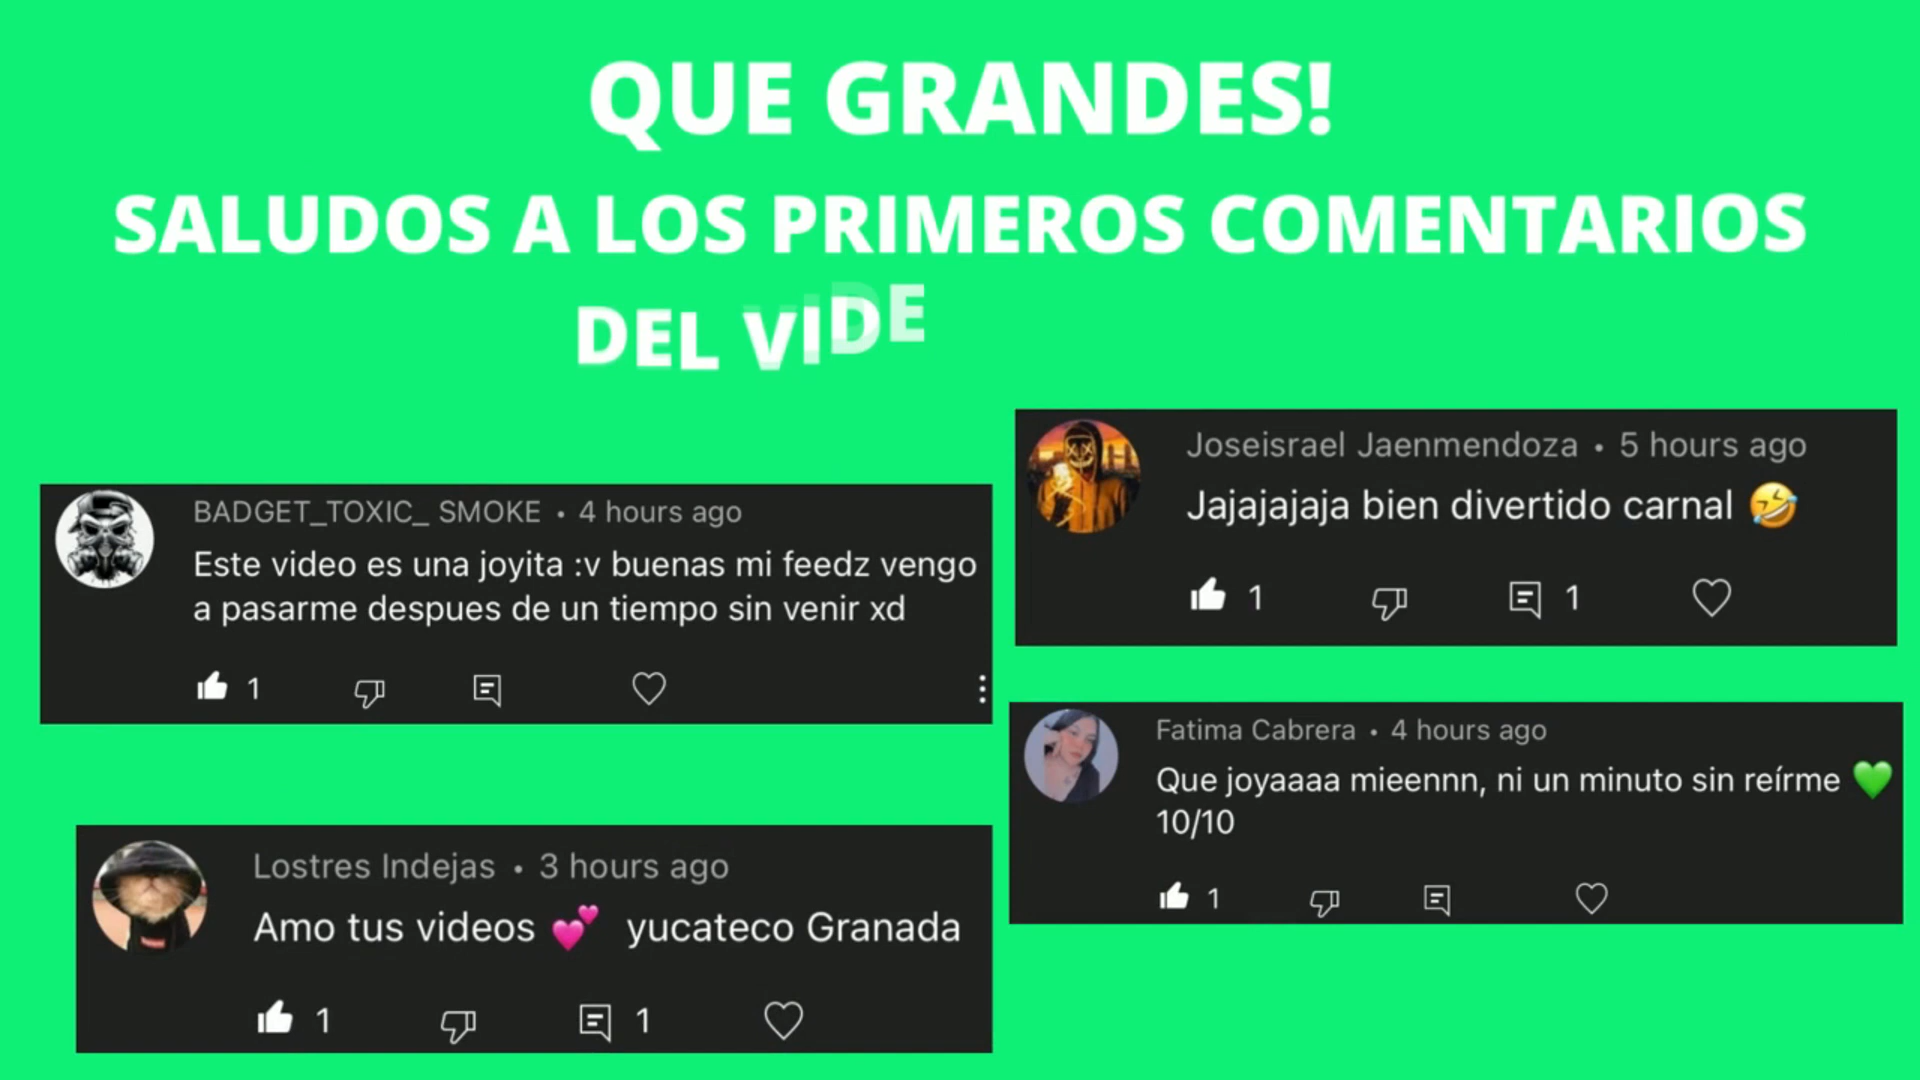 QUE GRANDES!
SALUDOS A LOS PRIMEROS COMENTARIOS
DEL VIDE
BADGET_TOXIC_ SMOKE • 4 hours ago
Este video es una joyita :v buenas mi feedz vengo
a pasarme despues de un tiempo sin venir xd
1
Lostres Indejas • 3 hours ago
Amo tus videos 💕 yucateco Granada
1 1
Joseisrael Jaenmendoza • 5 hours ago
Jajajajaja bien divertido carnal 🤣
1 1
Fatima Cabrera • 4 hours ago
Que joyaaaa mieennn, ni un minuto sin reírme 💚
10/10
1